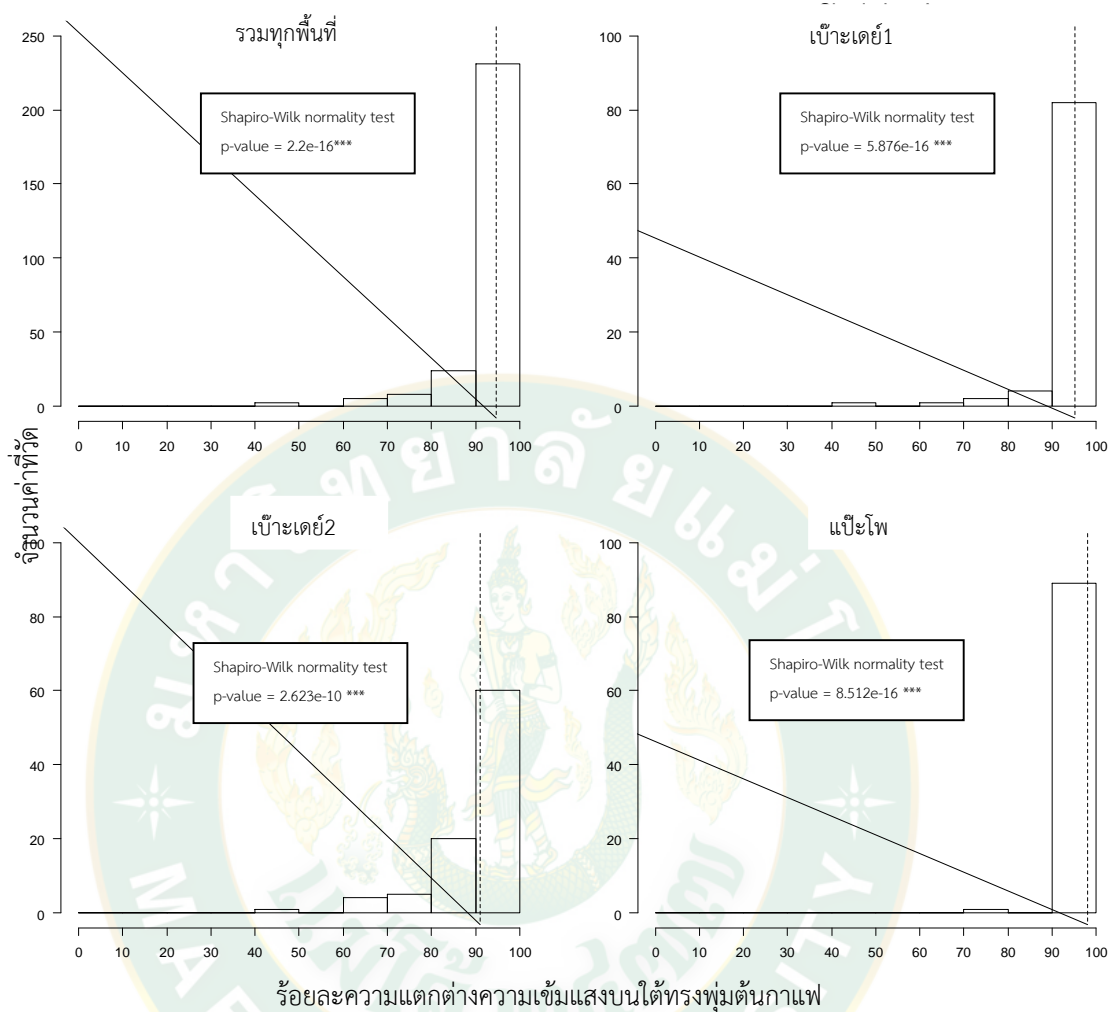 รวมทุกพื้นที่
250
200
150
100
50
0
Shapiro-Wilk normality test
p-value = 2.2e-16***
0 10 20 30 40 50 60 70 80 90 100
เบ๊าะเดย์1
100
80
60
40
20
0
Shapiro-Wilk normality test
p-value = 5.876e-16 ***
0 10 20 30 40 50 60 70 80 90 100
จำนวนค่าที่วัด
เบ๊าะเดย์2
100
80
60
40
20
0
Shapiro-Wilk normality test
p-value = 2.623e-10 ***
0 10 20 30 40 50 60 70 80 90 100
แป๊ะโพ
100
80
60
40
20
0
Shapiro-Wilk normality test
p-value = 8.512e-16 ***
0 10 20 30 40 50 60 70 80 90 100
ร้อยละความแตกต่างความเข้มแสงบนใต้ทรงพุ่มต้นกาแฟ